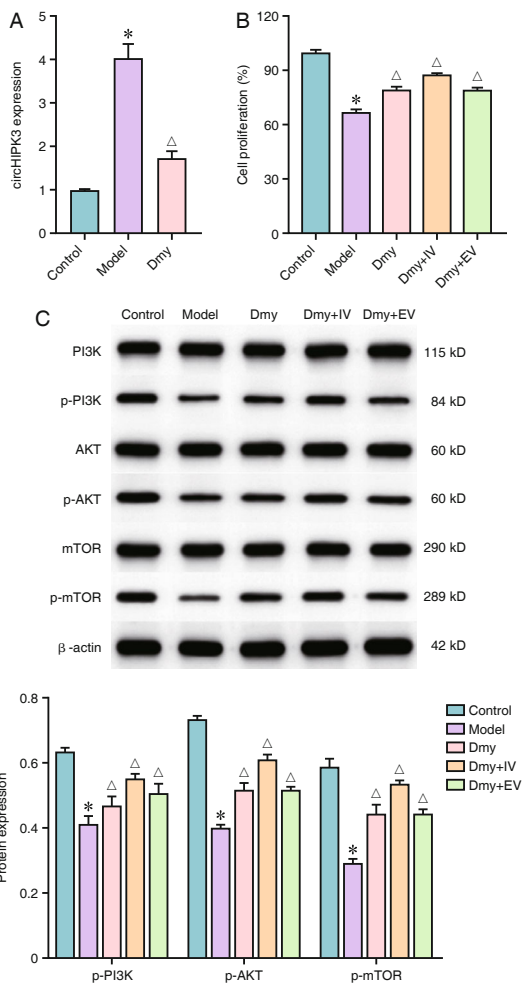 A
circHIPK3 expression
5
4
3
2
1
0
*
△
Control
Model
Dmy
B
Cell proliferation (%)
120
90
60
30
0
*
△
△
△
Control
Model
Dmy
Dmy+IV
Dmy+EV
C
Control Model Dmy Dmy+IV Dmy+EV
PI3K 115 kD
p-PI3K 84 kD
AKT 60 kD
p-AKT 60 kD
mTOR 290 kD
p-mTOR 289 kD
β-actin 42 kD
Protein expression
0.8
0.6
0.4
0.2
0
* △ △ △
* △ △ △
* △ △ △
p-PI3K p-AKT p-mTOR
Control
Model
Dmy
Dmy+IV
Dmy+EV